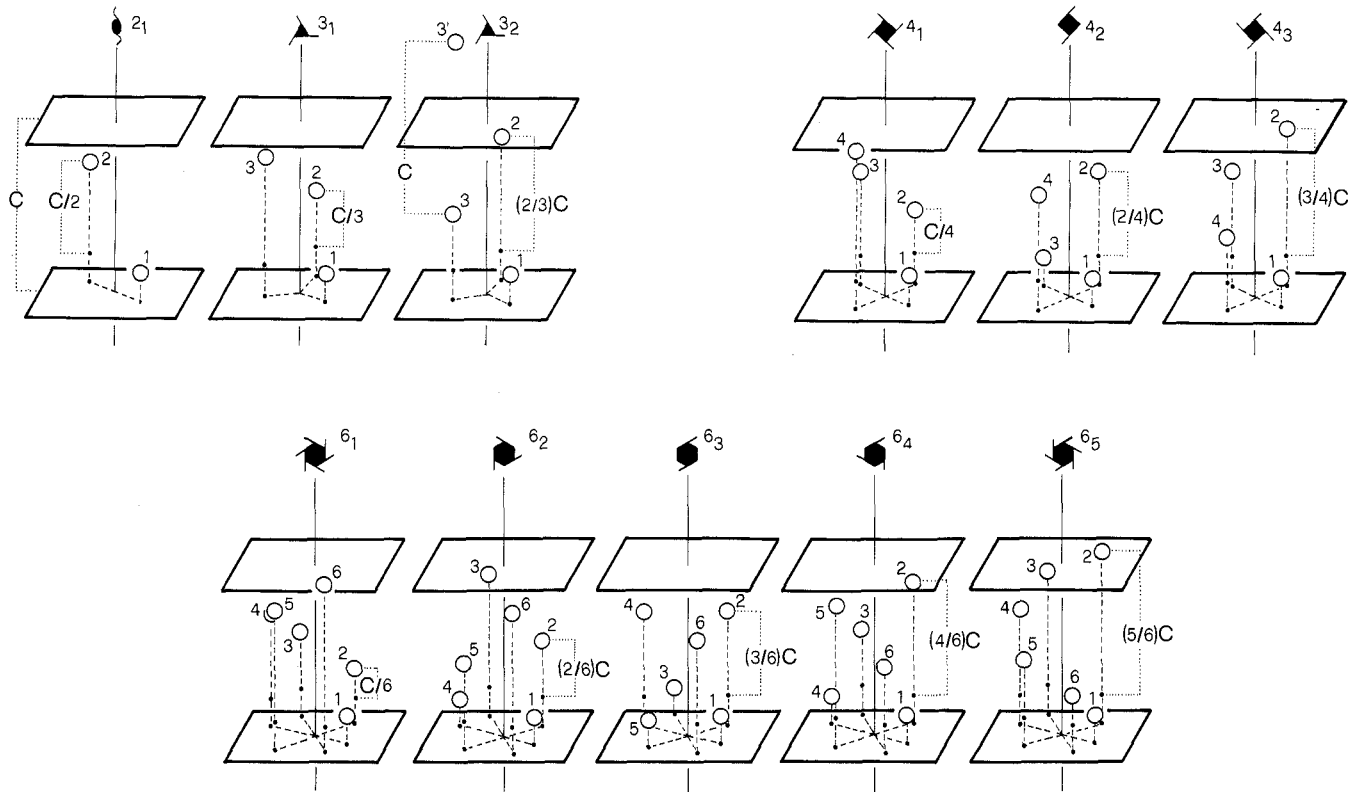 2₁ 3₁ 3' 3₂
C C/2 2 1
3 2 C/3 1
C 2 3 (2/3)C 1
4₁ 4₂ 4₃
4 3 2 C/4 1
2 4 (2/4)C 3 1
2 3 (3/4)C 4 1
6₁ 6₂ 6₃ 6₄ 6₅
6 4 5 3 2 C/6 1
3 6 2 5 (2/6)C 4 1
4 2 6 (3/6)C 3 5 1
2 5 3 (4/6)C 6 4 1
2 3 4 (5/6)C 5 6 1